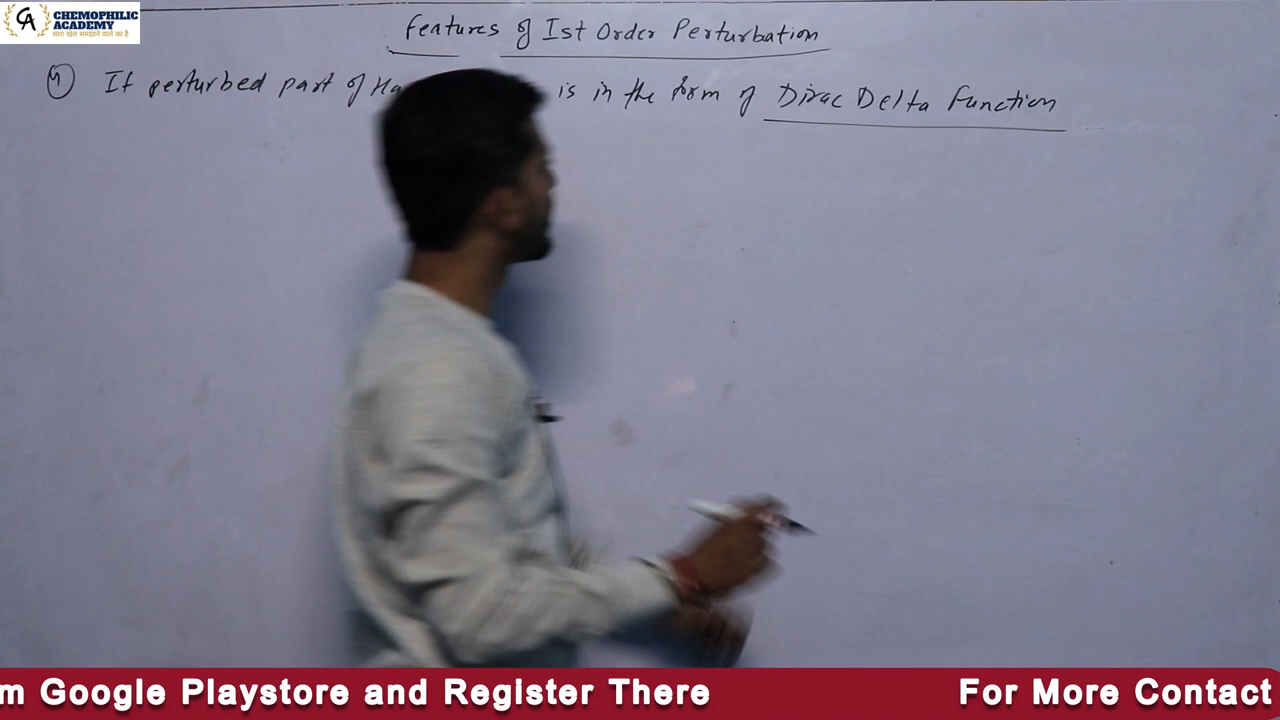 CHEMOPHILIC
ACADEMY
सारा खेल समझाने वाले का है
Features of Ist Order Perturbation
If perturbed part of Ha is in the form of Dirac Delta Function
m Google Playstore and Register There For More Contact